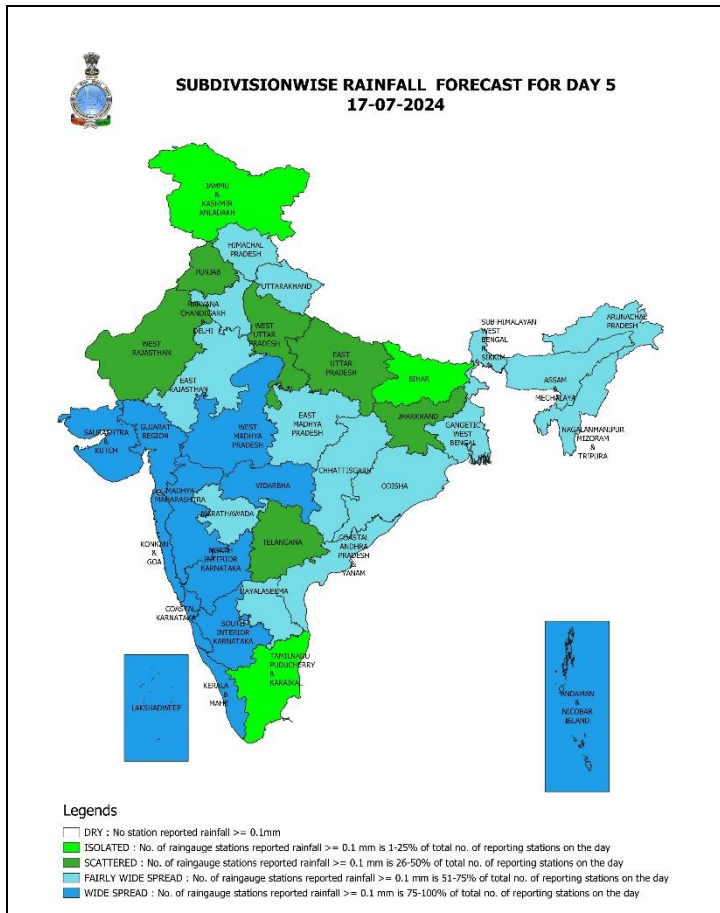 SUBDIVISIONWISE RAINFALL FORECAST FOR DAY 5
17-07-2024
JAMMU
&
KASHMIR
ANLADAKH
HIMACHAL
PRADESH
PUNJAB
UTTARAKHAND
HARYANA
CHANDIGARH
&
DELHI
WEST
RAJASTHAN
WEST
UTTAR
PRADESH
EAST
UTTAR
PRADESH
EAST
RAJASTHAN
BIHAR
SUB-HIMALAYAN
WEST
BENGAL
&
SIKKIM
ARUNACHAL
PRADESH
ASSAM
&
MEGHALAYA
NAGALANMANIPUR
MIZORAM
&
TRIPURA
JHARKHAND
GANGETIC
WEST
BENGAL
SAURASHTRA
&
KUTCH
GUJARAT
REGION
WEST
MADHYA
PRADESH
EAST
MADHYA
PRADESH
CHHATTISGARH
ODISHA
VIDARBHA
MADHYA
MAHARASHTRA
MARATHAWADA
TELANGANA
KONKAN
&
GOA
NORTH
INTERIOR
KARNATAKA
COASTAL
ANDHRA
PRADESH
&
YANAM
RAYALASEEMA
COASTAL
KARNATAKA
SOUTH
INTERIOR
KARNATAKA
TAMILNADU
PUDUCHERRY
&
KARAIKAL
KERALA
&
MAHE
LAKSHADWEEP
ANDAMAN
&
NICOBAR
ISLAND
Legends
DRY : No station reported rainfall >= 0.1mm
ISOLATED : No. of raingauge stations reported rainfall >= 0.1 mm is 1-25% of total no. of reporting stations on the day
SCATTERED : No. of raingauge stations reported rainfall >= 0.1 mm is 26-50% of total no. of reporting stations on the day
FAIRLY WIDE SPREAD : No. of raingauge stations reported rainfall >= 0.1 mm is 51-75% of total no. of reporting stations on the day
WIDE SPREAD : No. of raingauge stations reported rainfall >= 0.1 mm is 75-100% of total no. of reporting stations on the day